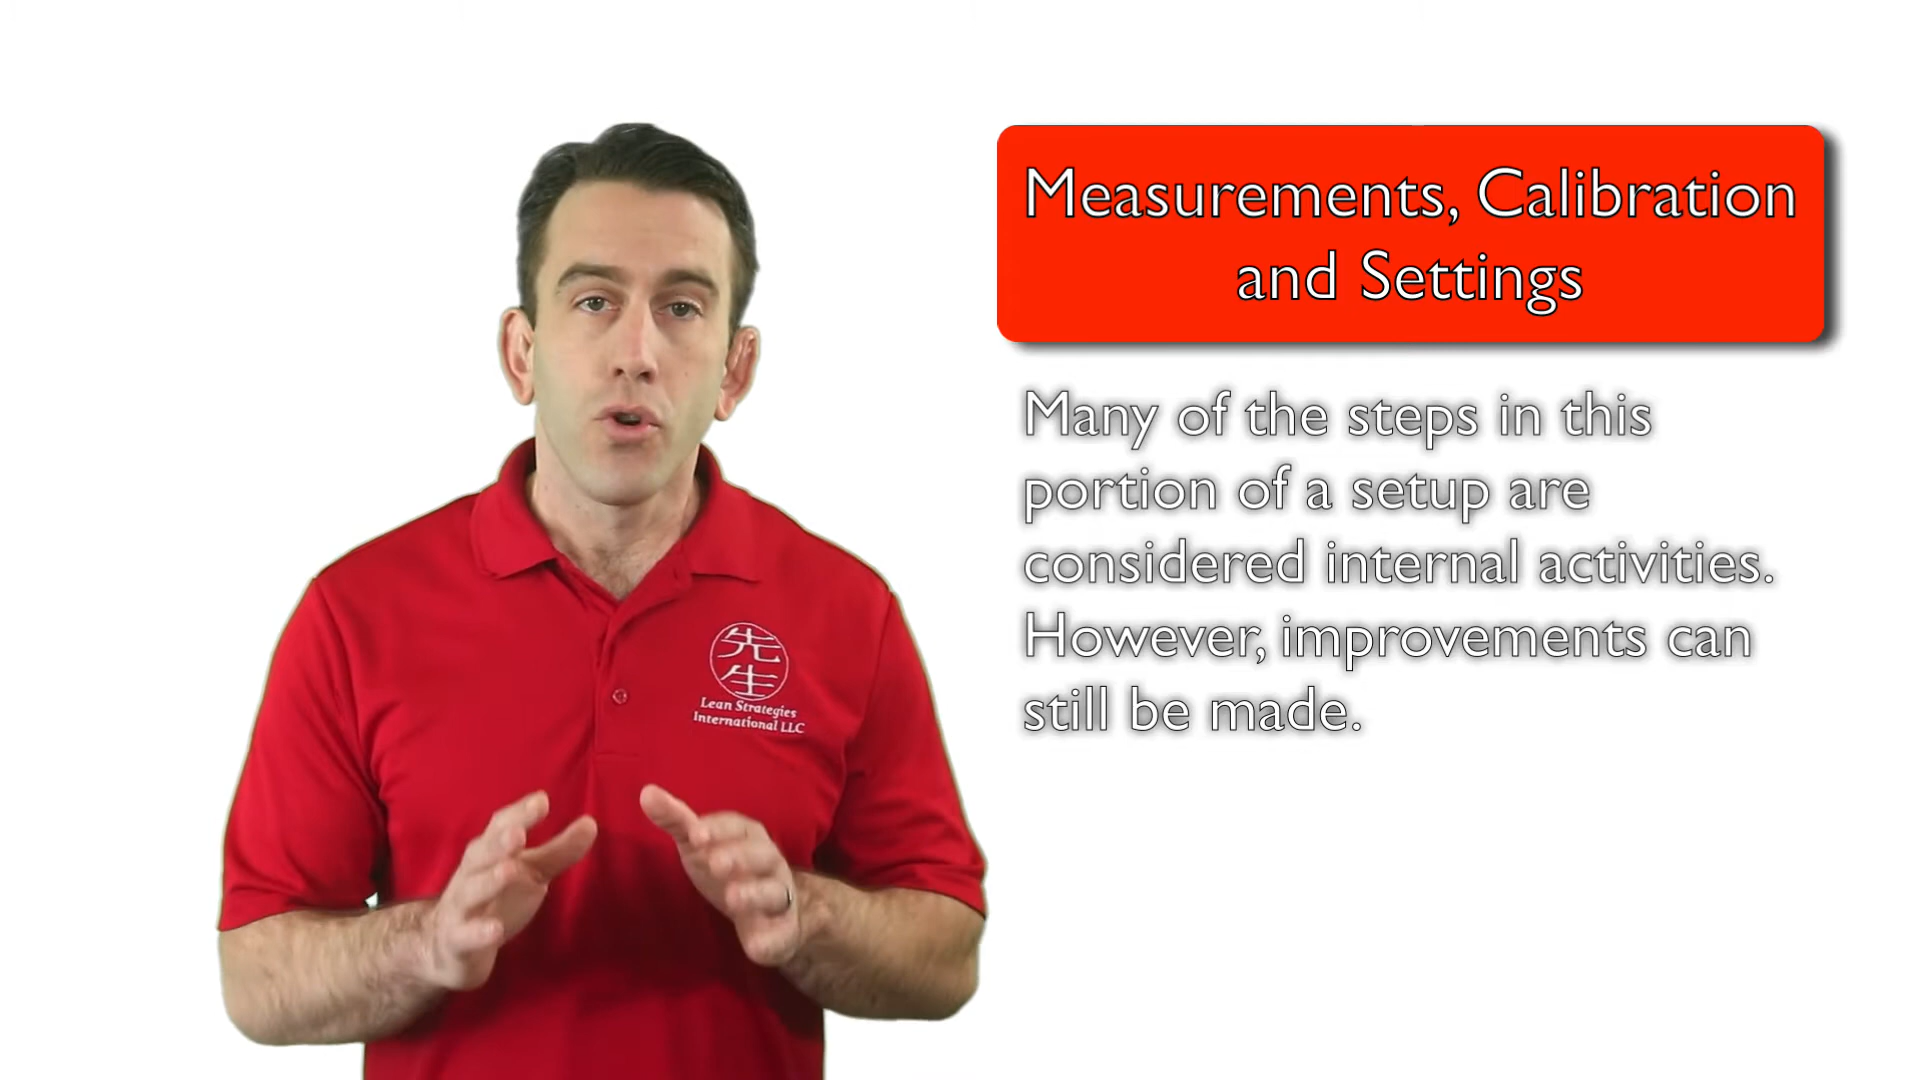 Measurements, Calibration
and Settings
Many of the steps in this
portion of a setup are
considered internal activities.
However, improvements can
still be made.
先
生
Lean Strategies
International LLC